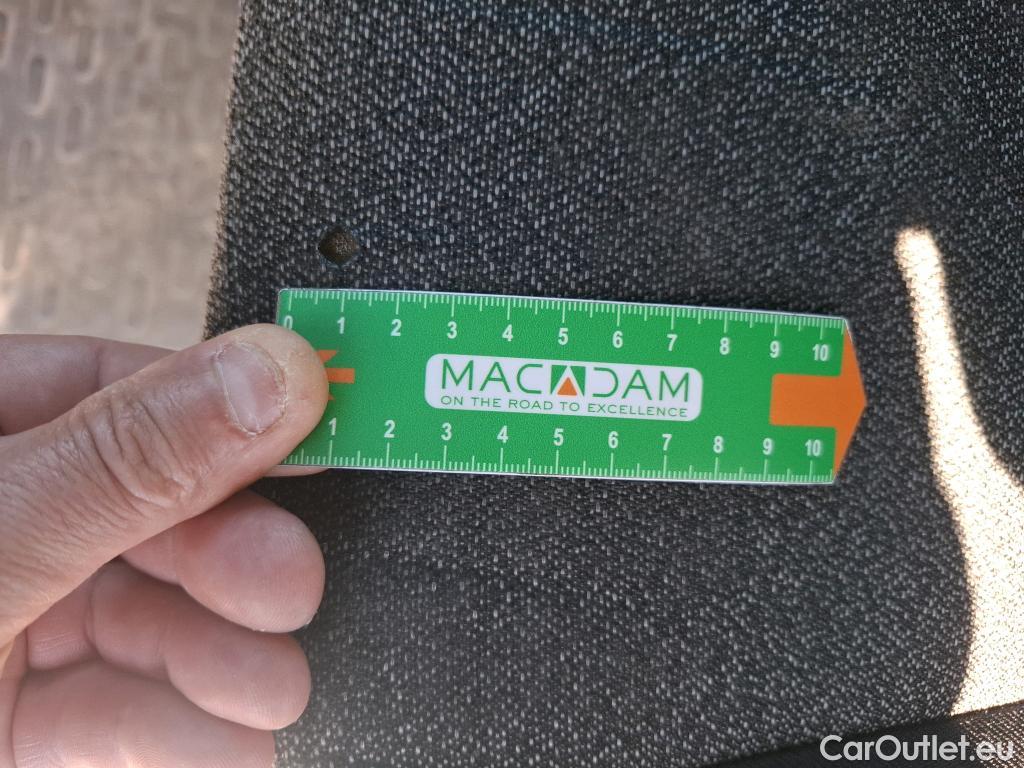 0 1 2 3 4 5 6 7 8 9 10
MACADAM
ON THE ROAD TO EXCELLENCE
1 2 3 4 5 6 7 8 9 10
CarOutlet.eu